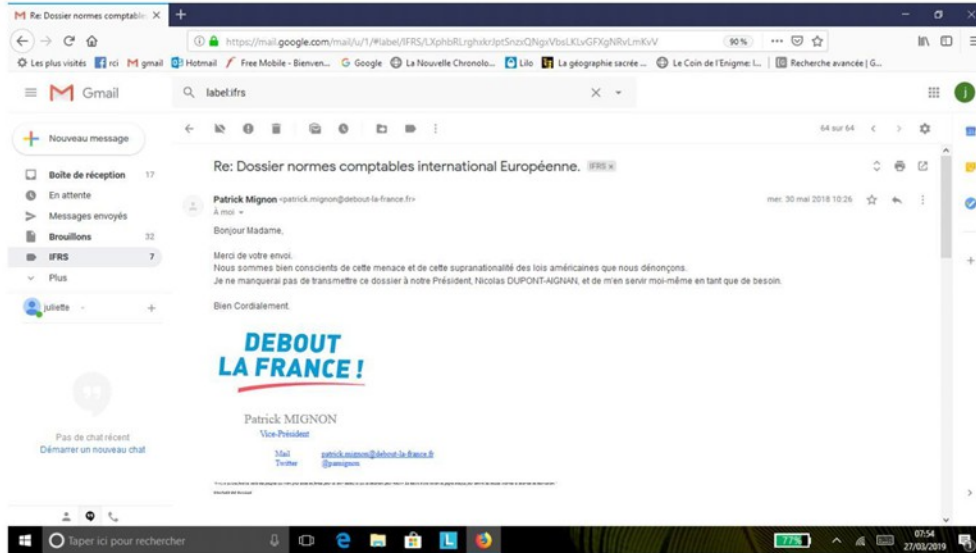 Re: Dossier normes comptable
https://mail.google.com/mail/u/1/#label/IFRS/
90 %
Les plus visités rci M gmail Hotmail Free Mobile - Bienven... Google La Nouvelle Chronolo... Lilo La géographie sacrée ... Le Coin de l'Enigme: I... Recherche avancée | G...
Gmail
label:ifrs
j
Nouveau message
64 sur 64
Boîte de réception 17
En attente
Messages envoyés
Brouillons 32
IFRS 7
Plus
juliette
Re: Dossier normes comptables international Européenne. IFRS x
Patrick Mignon <patrick.mignon@debout-la-france.fr>
mer. 30 mai 2018 10:26
À moi
Bonjour Madame,
Merci de votre envoi.
Nous sommes bien conscients de cette menace et de cette supranationalité des lois américaines que nous dénonçons.
Je ne manquerai pas de transmettre ce dossier à notre Président, Nicolas DUPONT-AIGNAN, et de m'en servir moi-même en tant que de besoin.
Bien Cordialement.
DEBOUT
LA FRANCE !
Patrick MIGNON
Vice-Président
Mail patrick.mignon@debout-la-france.fr
Twitter @pamignon
Pas de chat récent
Démarrer un nouveau chat
Taper ici pour rechercher
77%
07:54
27/03/2019